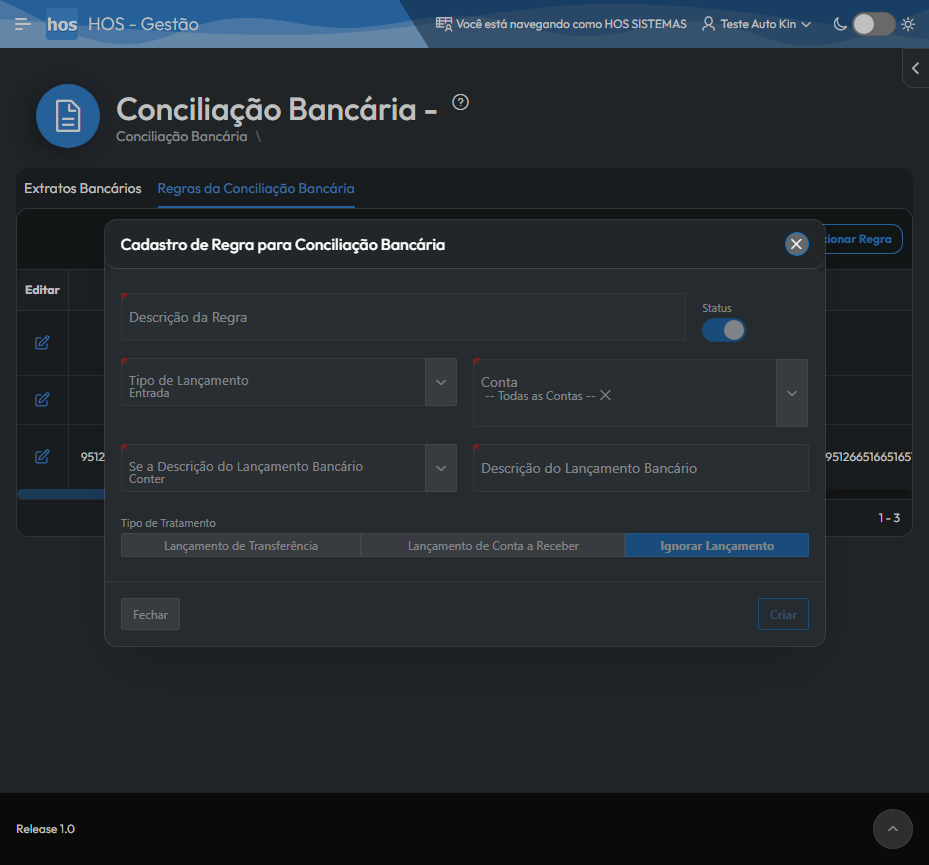 hos HOS - Gestão Você está navegando como HOS SISTEMAS Teste Auto Kin
Conciliação Bancária - ?
Conciliação Bancária \
Extratos Bancários Regras da Conciliação Bancária
Cadastro de Regra para Conciliação Bancária
cionar Regra
Editar
Descrição da Regra
Status
Tipo de Lançamento
Entrada
Conta
-- Todas as Contas --
Se a Descrição do Lançamento Bancário
Conter
Descrição do Lançamento Bancário
9512
95126651665165
1 - 3
Tipo de Tratamento
Lançamento de Transferência Lançamento de Conta a Receber Ignorar Lançamento
Fechar Criar
Release 1.0